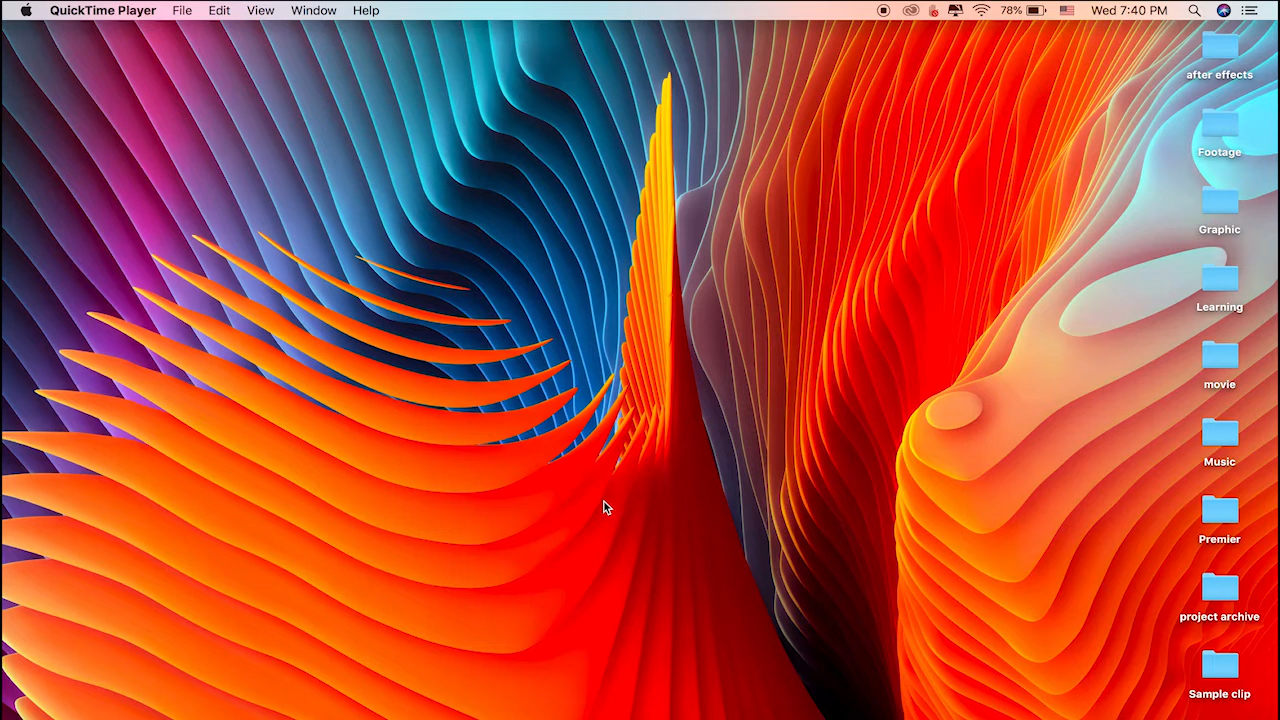 QuickTime Player File Edit View Window Help 78% Wed 7:40 PM
after effects
Footage
Graphic
Learning
movie
Music
Premier
project archive
Sample clip